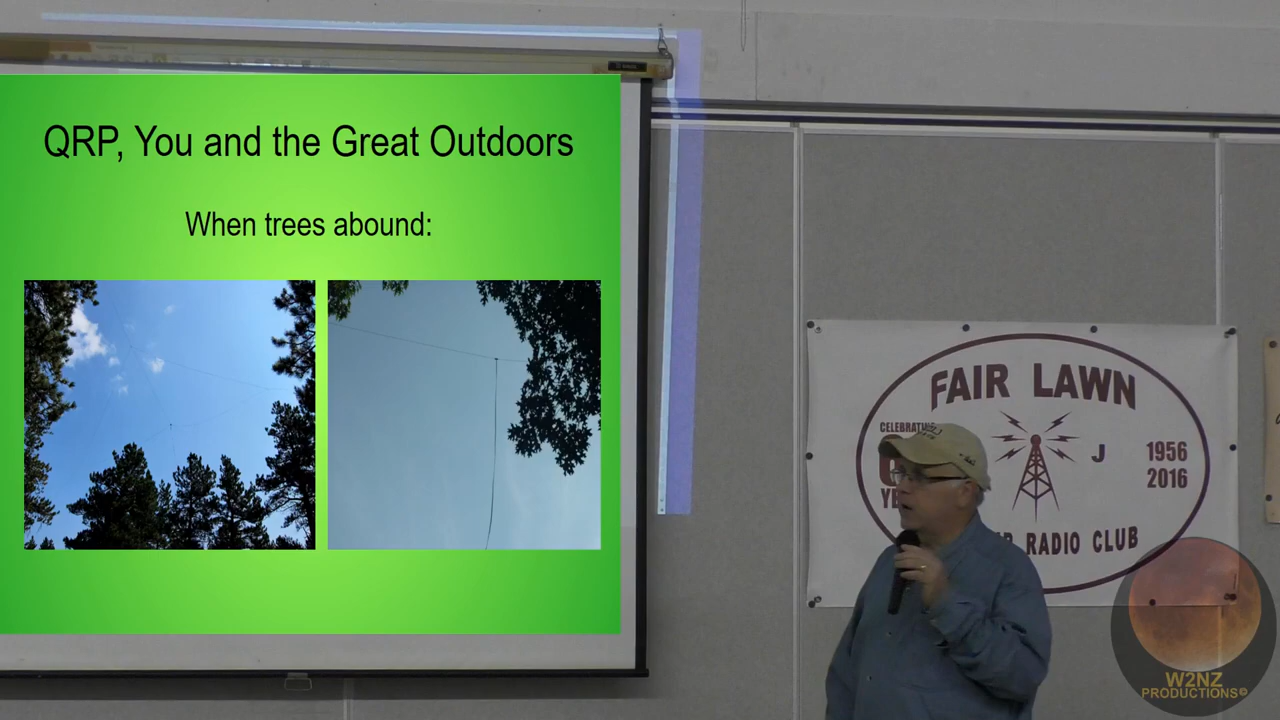 QRP, You and the Great Outdoors
When trees abound:
FAIR LAWN
J
1956
2016
RADIO CLUB
W2NZ
PRODUCTIONS©